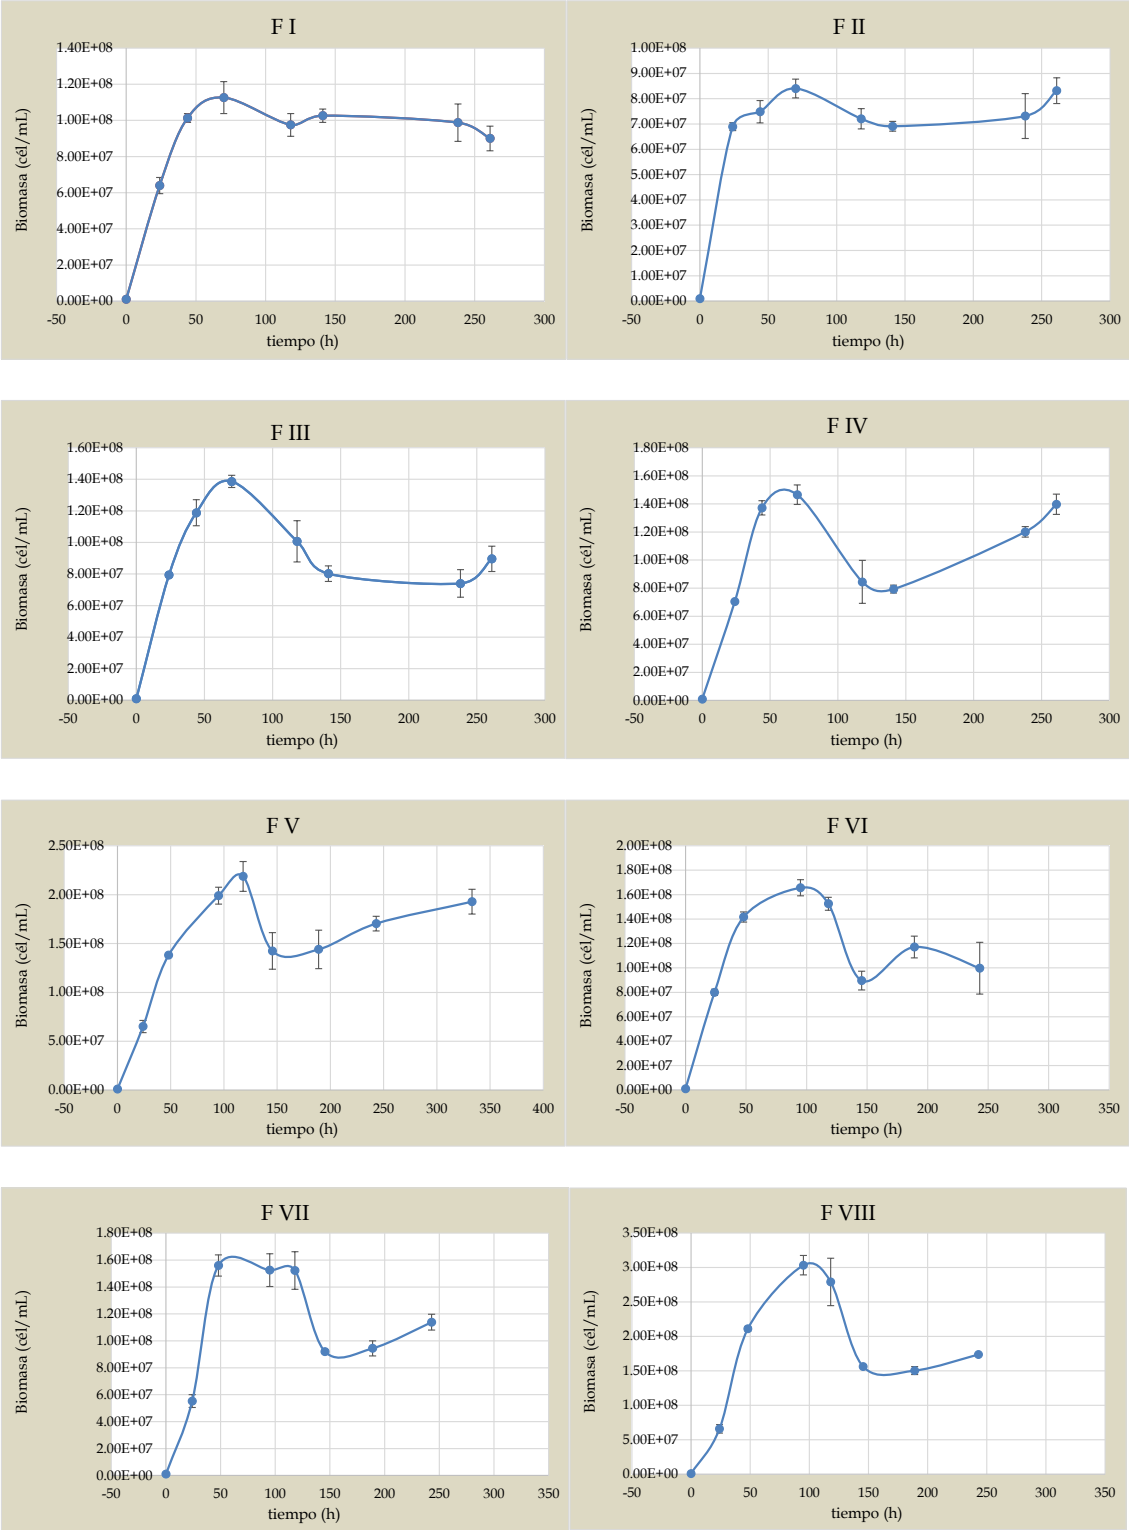 F I
1.40E+08
1.20E+08
1.00E+08
8.00E+07
6.00E+07
4.00E+07
2.00E+07
0.00E+00
-50 0 50 100 150 200 250 300
Biomasa (cél/mL)
tiempo (h)
F II
1.00E+08
9.00E+07
8.00E+07
7.00E+07
6.00E+07
5.00E+07
4.00E+07
3.00E+07
2.00E+07
1.00E+07
0.00E+00
-50 0 50 100 150 200 250 300
Biomasa (cél/mL)
tiempo (h)
F III
1.60E+08
1.40E+08
1.20E+08
1.00E+08
8.00E+07
6.00E+07
4.00E+07
2.00E+07
0.00E+00
-50 0 50 100 150 200 250 300
Biomasa (cél/mL)
tiempo (h)
F IV
1.80E+08
1.60E+08
1.40E+08
1.20E+08
1.00E+08
8.00E+07
6.00E+07
4.00E+07
2.00E+07
0.00E+00
-50 0 50 100 150 200 250 300
Biomasa (cél/mL)
tiempo (h)
F V
2.50E+08
2.00E+08
1.50E+08
1.00E+08
5.00E+07
0.00E+00
-50 0 50 100 150 200 250 300 350 400
Biomasa (cél/mL)
tiempo (h)
F VI
2.00E+08
1.80E+08
1.60E+08
1.40E+08
1.20E+08
1.00E+08
8.00E+07
6.00E+07
4.00E+07
2.00E+07
0.00E+00
-50 0 50 100 150 200 250 300 350
Biomasa (cél/mL)
tiempo (h)
F VII
1.80E+08
1.60E+08
1.40E+08
1.20E+08
1.00E+08
8.00E+07
6.00E+07
4.00E+07
2.00E+07
0.00E+00
-50 0 50 100 150 200 250 300 350
Biomasa (cél/mL)
tiempo (h)
F VIII
3.50E+08
3.00E+08
2.50E+08
2.00E+08
1.50E+08
1.00E+08
5.00E+07
0.00E+00
-50 0 50 100 150 200 250 300 350
Biomasa (cél/mL)
tiempo (h)